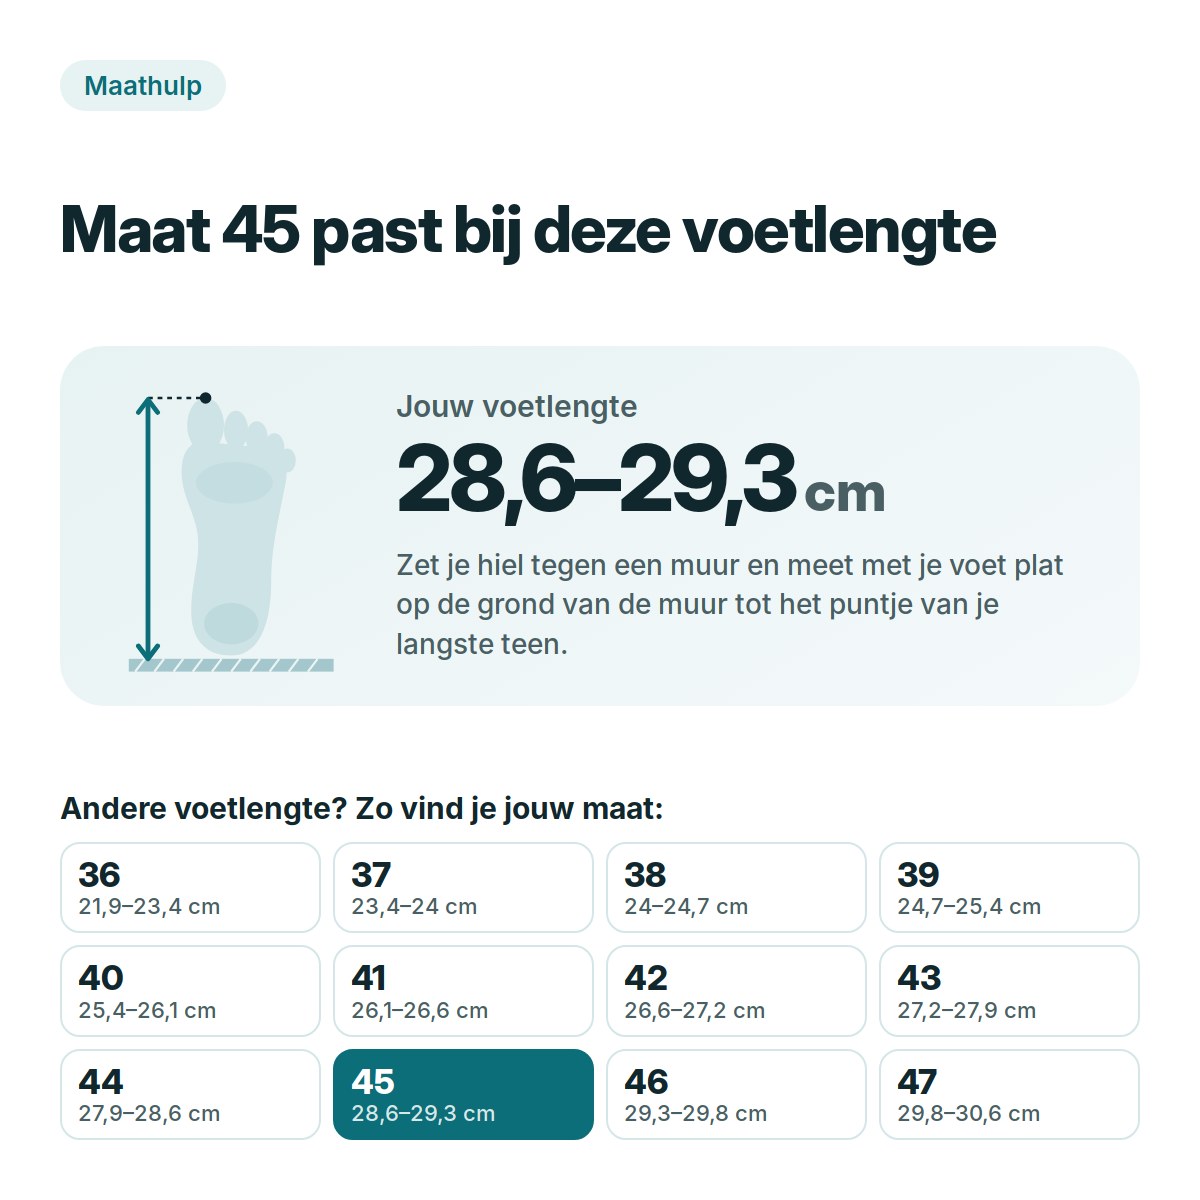 Maathulp
Maat 45 past bij deze voetlengte
Jouw voetlengte
28,6–29,3 cm
Zet je hiel tegen een muur en meet met je voet plat
op de grond van de muur tot het puntje van je
langste teen.
Andere voetlengte? Zo vind je jouw maat:
36
21,9–23,4 cm
37
23,4–24 cm
38
24–24,7 cm
39
24,7–25,4 cm
40
25,4–26,1 cm
41
26,1–26,6 cm
42
26,6–27,2 cm
43
27,2–27,9 cm
44
27,9–28,6 cm
45
28,6–29,3 cm
46
29,3–29,8 cm
47
29,8–30,6 cm